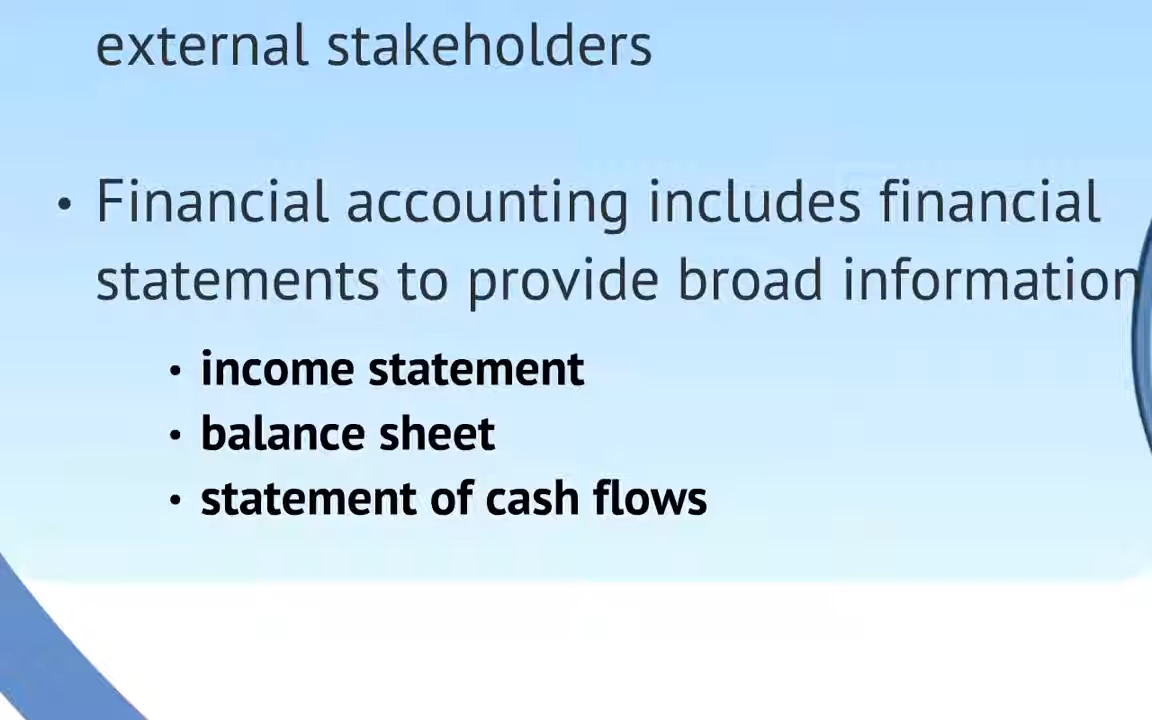 external stakeholders
• Financial accounting includes financial
statements to provide broad information
• income statement
• balance sheet
• statement of cash flows